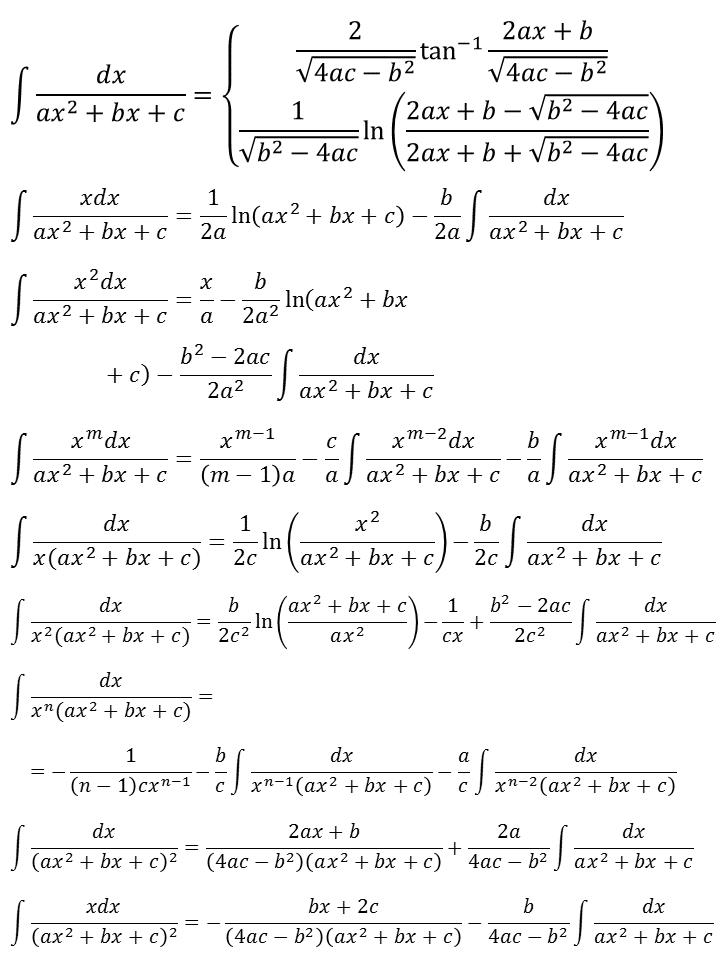 ∫ dx/(ax² + bx + c) = { 2/√(4ac − b²) tan⁻¹ (2ax + b)/√(4ac − b²)
1/√(b² − 4ac) ln((2ax + b − √(b² − 4ac))/(2ax + b + √(b² − 4ac)))
∫ xdx/(ax² + bx + c) = 1/2a ln(ax² + bx + c) − b/2a ∫ dx/(ax² + bx + c)
∫ x²dx/(ax² + bx + c) = x/a − b/2a² ln(ax² + bx
+ c) − (b² − 2ac)/2a² ∫ dx/(ax² + bx + c)
∫ xᵐdx/(ax² + bx + c) = xᵐ⁻¹/((m − 1)a) − c/a ∫ xᵐ⁻²dx/(ax² + bx + c) − b/a ∫ xᵐ⁻¹dx/(ax² + bx + c)
∫ dx/(x(ax² + bx + c)) = 1/2c ln(x²/(ax² + bx + c)) − b/2c ∫ dx/(ax² + bx + c)
∫ dx/(x²(ax² + bx + c)) = b/2c² ln((ax² + bx + c)/ax²) − 1/cx + (b² − 2ac)/2c² ∫ dx/(ax² + bx + c)
∫ dx/(xⁿ(ax² + bx + c)) =
= − 1/((n − 1)cxⁿ⁻¹) − b/c ∫ dx/(xⁿ⁻¹(ax² + bx + c)) − a/c ∫ dx/(xⁿ⁻²(ax² + bx + c))
∫ dx/(ax² + bx + c)² = (2ax + b)/((4ac − b²)(ax² + bx + c)) + 2a/(4ac − b²) ∫ dx/(ax² + bx + c)
∫ xdx/(ax² + bx + c)² = − (bx + 2c)/((4ac − b²)(ax² + bx + c)) − b/(4ac − b²) ∫ dx/(ax² + bx + c)